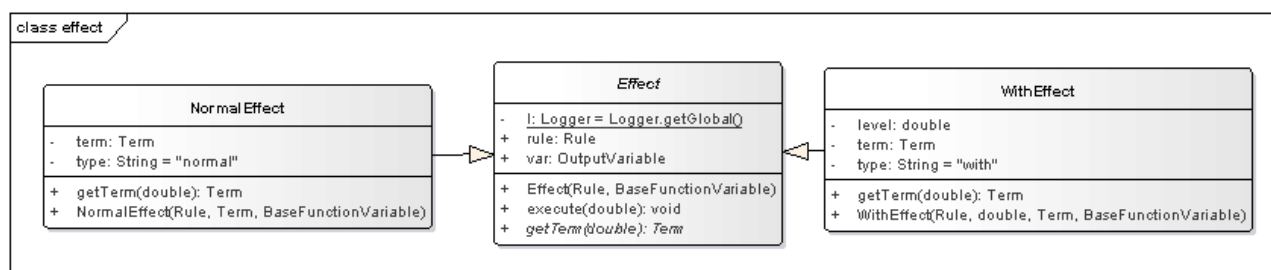 class effect
NormalEffect
- term: Term
- type: String = "normal"
+ getTerm(double): Term
+ NormalEffect(Rule, Term, BaseFunctionVariable)
Effect
- l: Logger = Logger.getGlobal()
+ rule: Rule
+ var: OutputVariable
+ Effect(Rule, BaseFunctionVariable)
+ execute(double): void
+ getTerm(double): Term
WithEffect
- level: double
- term: Term
- type: String = "with"
+ getTerm(double): Term
+ WithEffect(Rule, double, Term, BaseFunctionVariable)